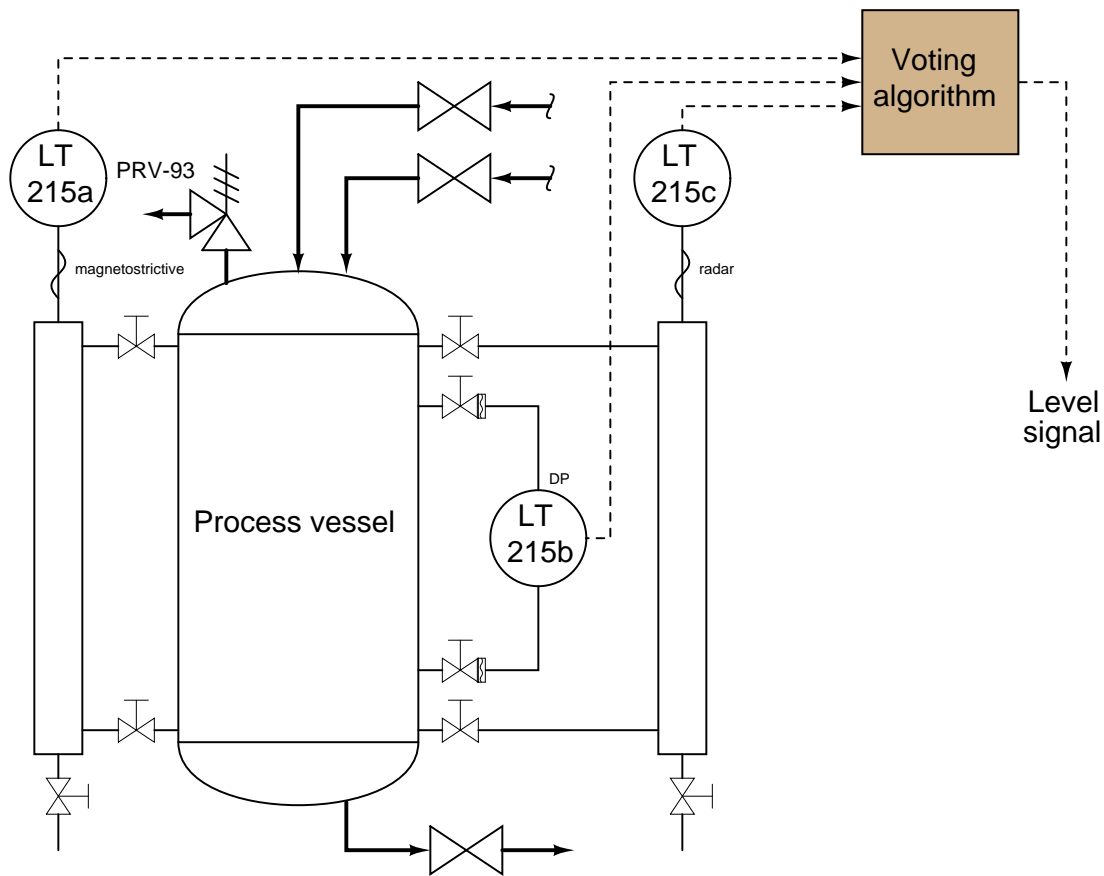 Voting
algorithm
LT
215a
PRV-93
LT
215c
magnetostrictive
radar
Level
signal
DP
LT
215b
Process vessel